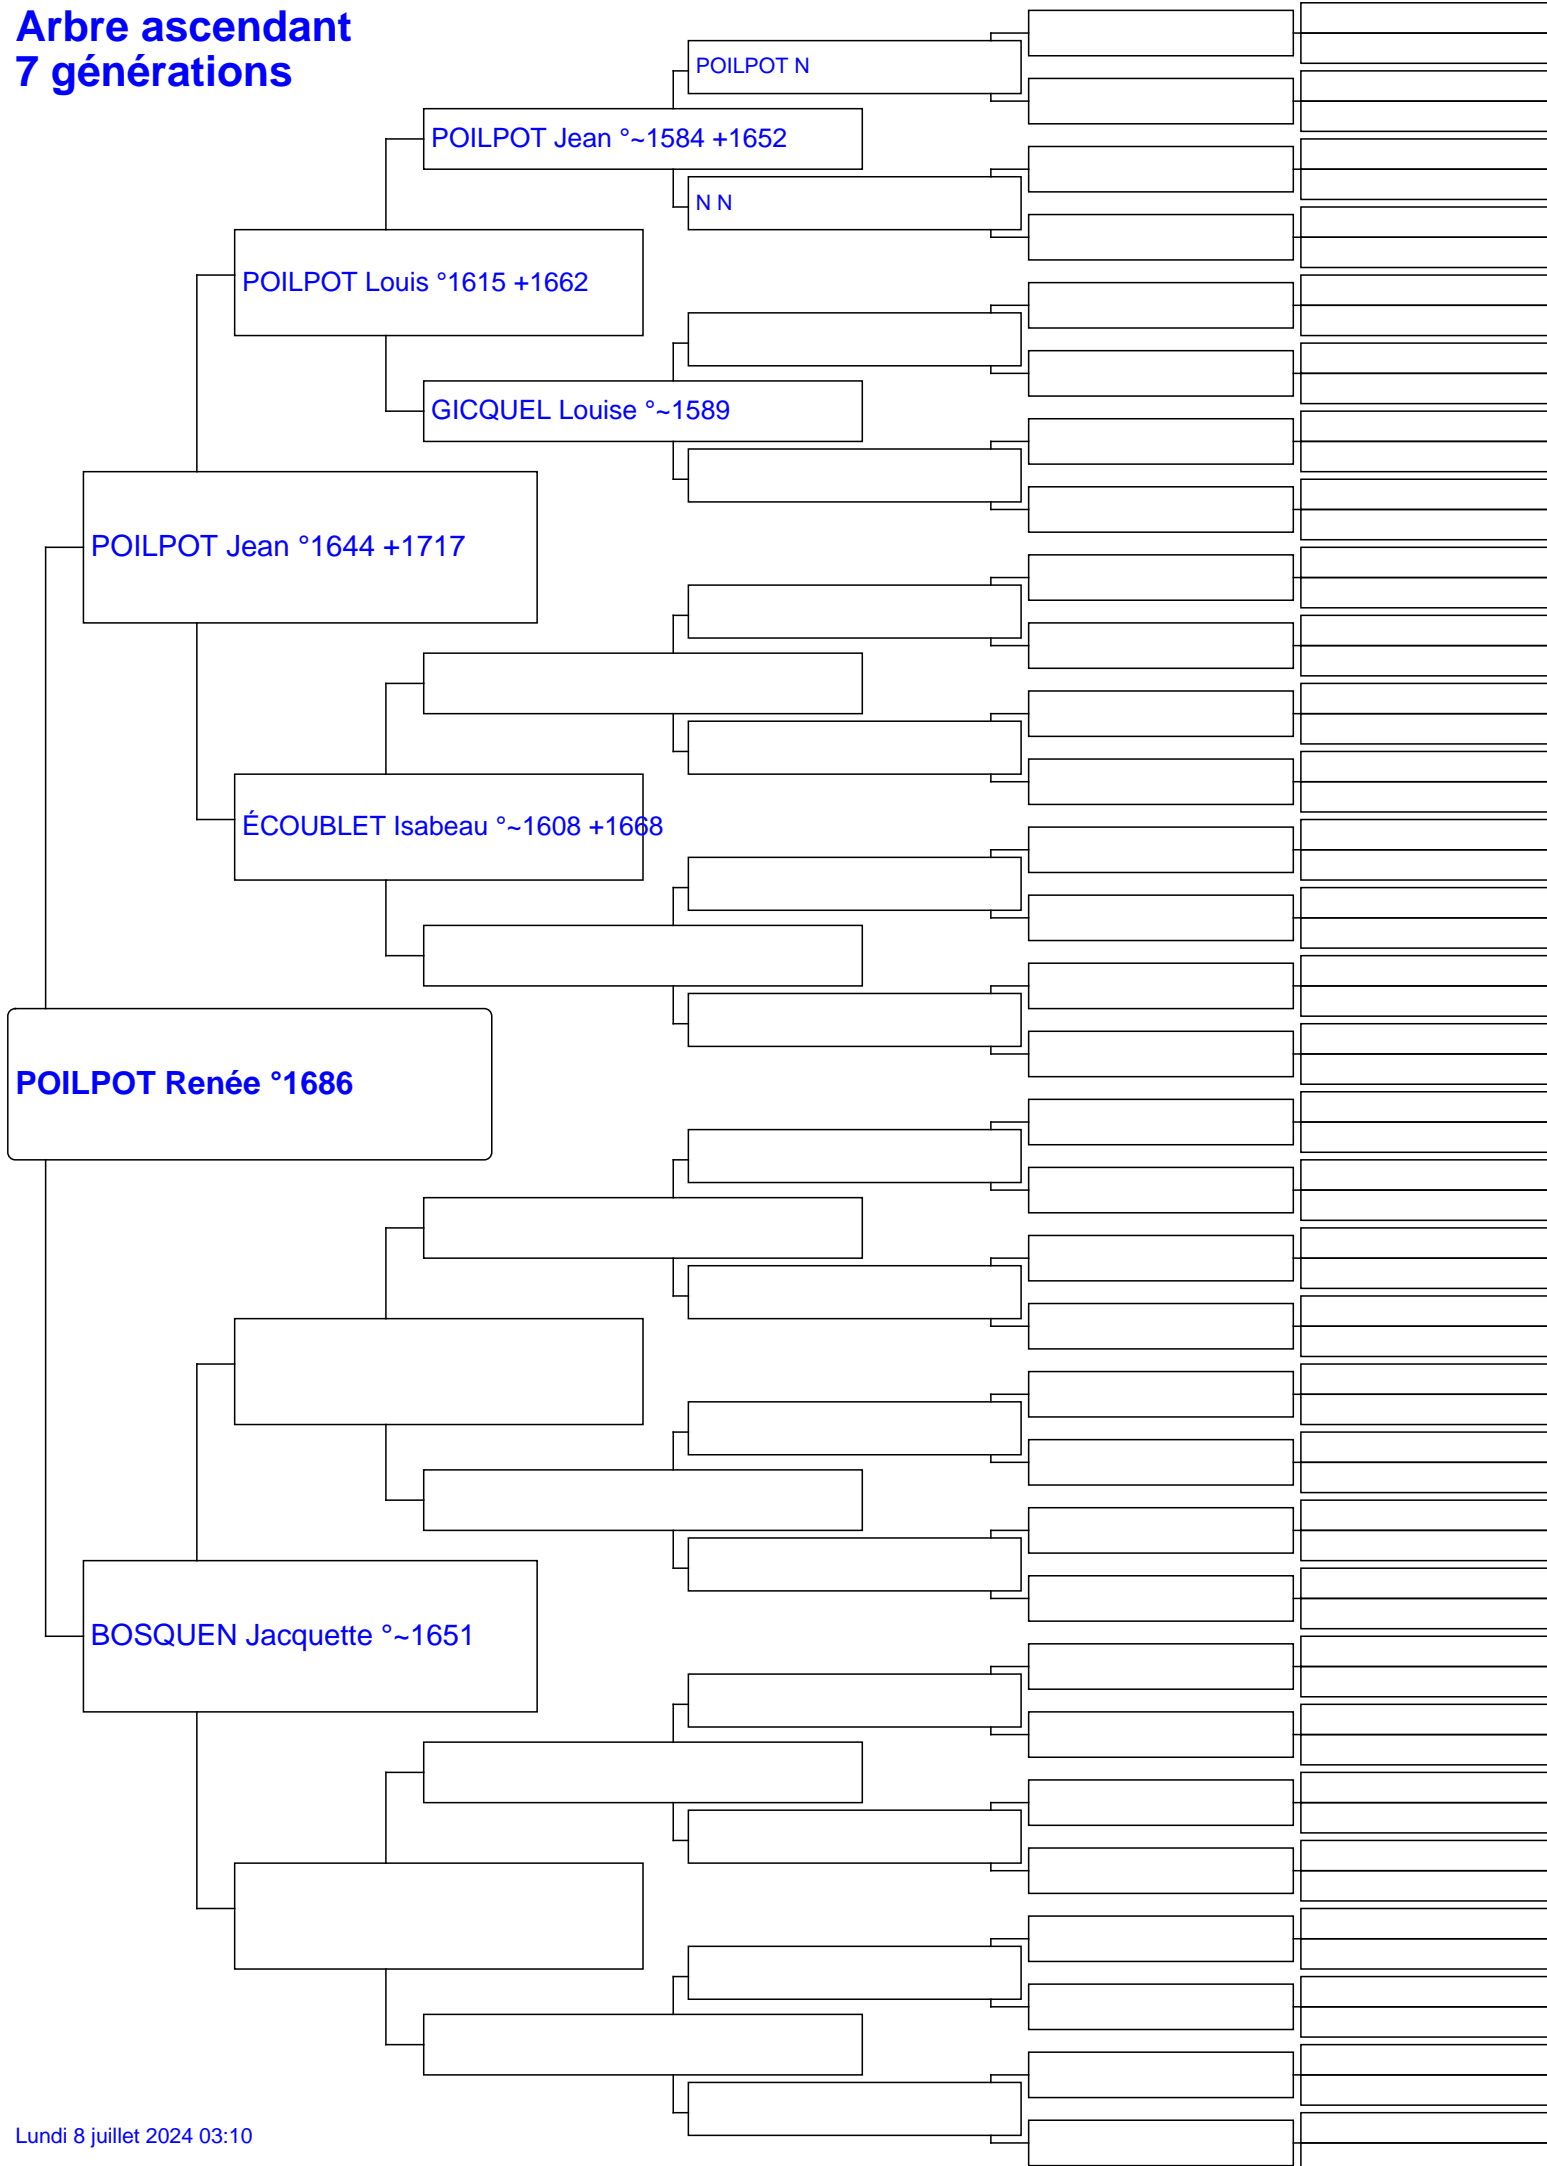 Arbre ascendant
7 générations
POILPOT N
POILPOT Jean °~1584 +1652
N N
POILPOT Louis °1615 +1662
GICQUEL Louise °~1589
POILPOT Jean °1644 +1717
ÉCOUBLET Isabeau °~1608 +1668
POILPOT Renée °1686
BOSQUEN Jacquette °~1651
Lundi 8 juillet 2024 03:10